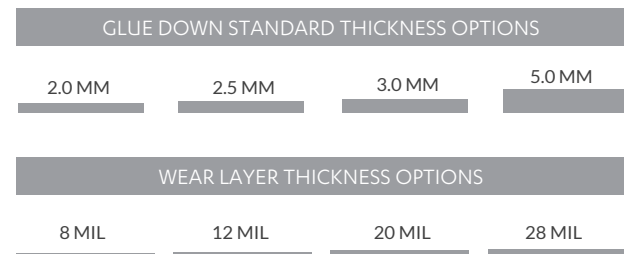 GLUE DOWN STANDARD THICKNESS OPTIONS
2.0 MM 2.5 MM 3.0 MM 5.0 MM
WEAR LAYER THICKNESS OPTIONS
8 MIL 12 MIL 20 MIL 28 MIL